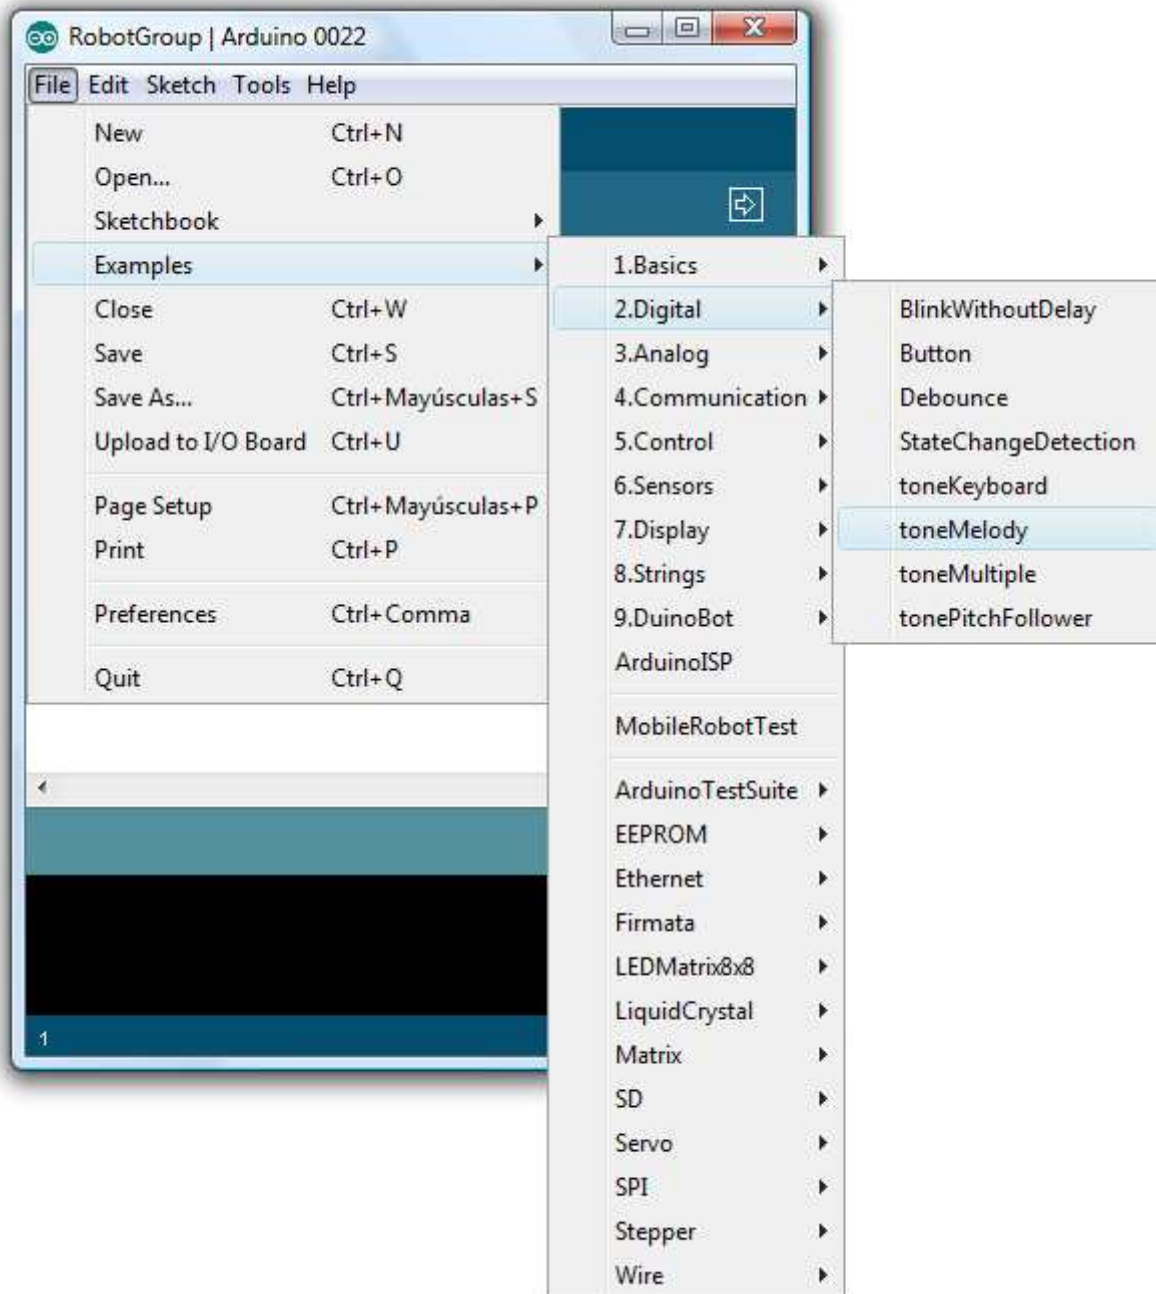 RobotGroup | Arduino 0022
File Edit Sketch Tools Help
New Ctrl+N
Open... Ctrl+O
Sketchbook
Examples
Close Ctrl+W
Save Ctrl+S
Save As... Ctrl+Mayúsculas+S
Upload to I/O Board Ctrl+U
Page Setup Ctrl+Mayúsculas+P
Print Ctrl+P
Preferences Ctrl+Comma
Quit Ctrl+Q
1
1.Basics
2.Digital
3.Analog
4.Communication
5.Control
6.Sensors
7.Display
8.Strings
9.DuinoBot
ArduinoISP
MobileRobotTest
ArduinoTestSuite
EEPROM
Ethernet
Firmata
LEDMatrix8x8
LiquidCrystal
Matrix
SD
Servo
SPI
Stepper
Wire
BlinkWithoutDelay
Button
Debounce
StateChangeDetection
toneKeyboard
toneMelody
toneMultiple
tonePitchFollower